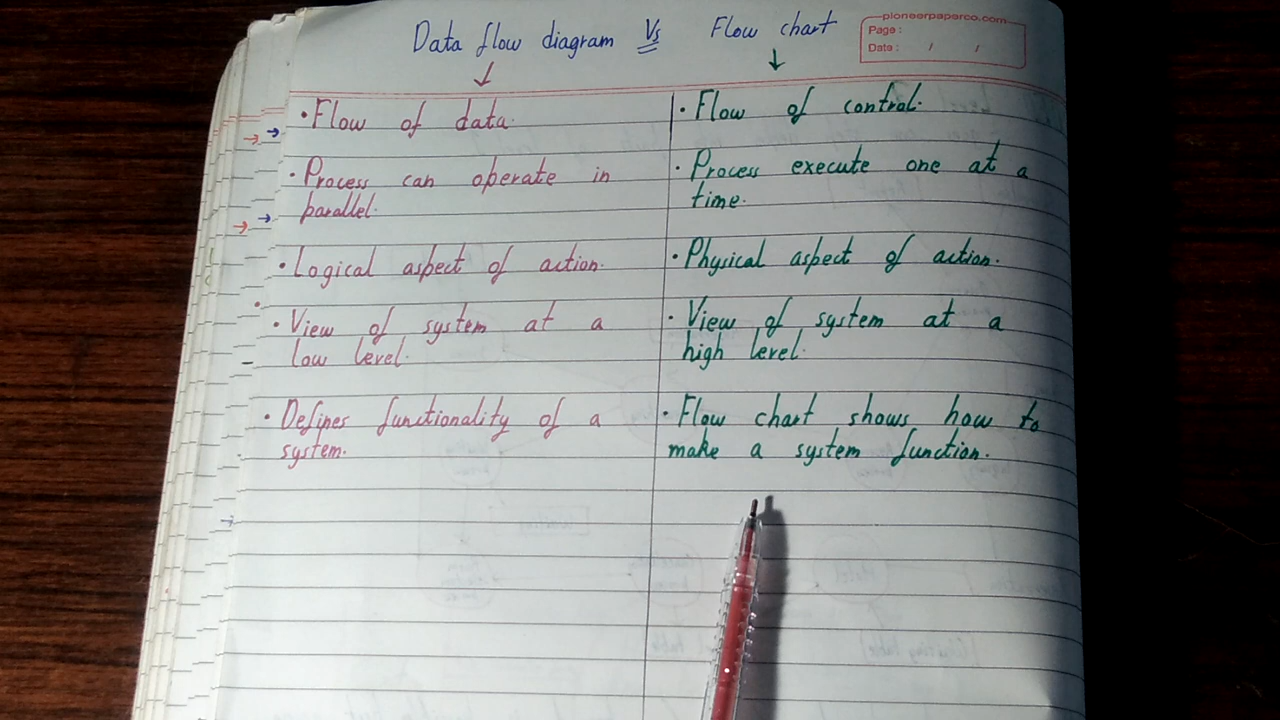 Data flow diagram Vs Flow chart
pioneerpaperco.com
Page :
Date : / /
• Flow of data.
• Process can operate in
parallel.
• Logical aspect of action.
• View of system at a
low level.
• Defines functionality of a
system.
• Flow of control.
• Process execute one at a
time.
• Physical aspect of action.
• View of system at a
high level.
• Flow chart shows how to
make a system function.